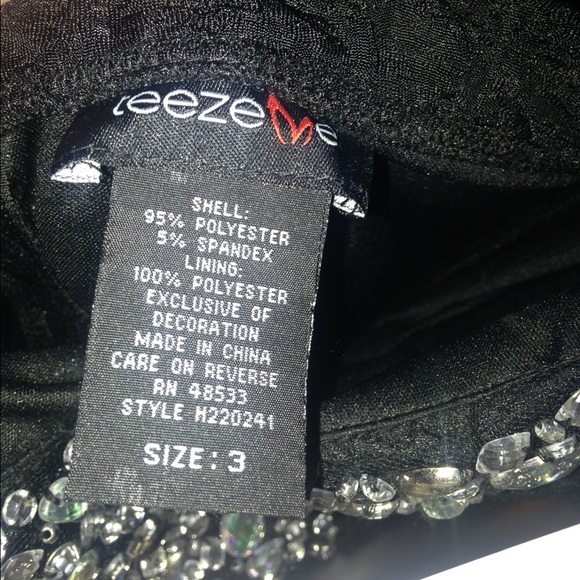 teezeMe
SHELL:
95% POLYESTER
5% SPANDEX
LINING:
100% POLYESTER
EXCLUSIVE OF
DECORATION
MADE IN CHINA
CARE ON REVERSE
RN 48533
STYLE H220241
SIZE: 3